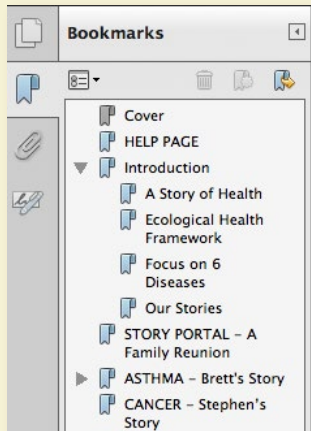 Bookmarks
Cover
HELP PAGE
Introduction
A Story of Health
Ecological Health
Framework
Focus on 6
Diseases
Our Stories
STORY PORTAL – A
Family Reunion
ASTHMA – Brett's Story
CANCER – Stephen's
Story